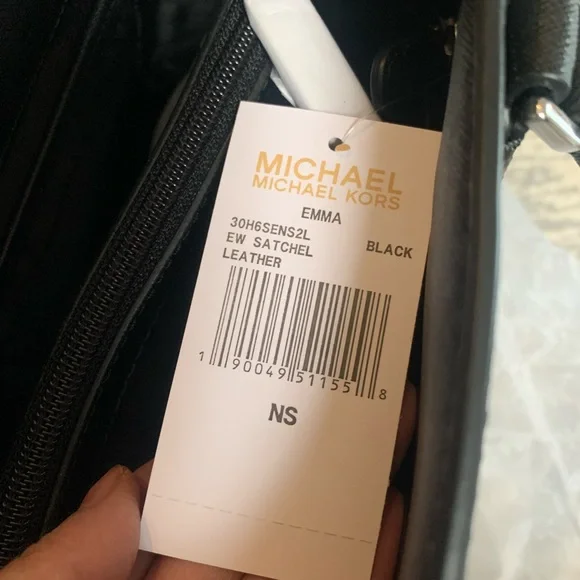 MICHAEL
MICHAEL KORS
EMMA
30H6SENS2L
EW SATCHEL BLACK
LEATHER
1 90049 51155 8
NS